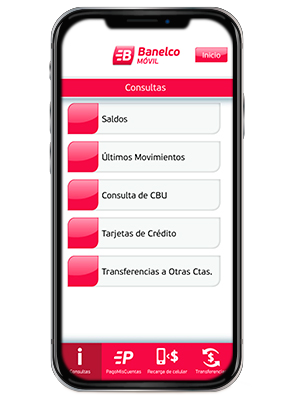 Banelco
MÓVIL
Inicio
Consultas
Saldos
Últimos Movimientos
Consulta de CBU
Tarjetas de Crédito
Transferencias a Otras Ctas.
Consultas
PagoMisCuentas
Recarga de celular
Transferencia